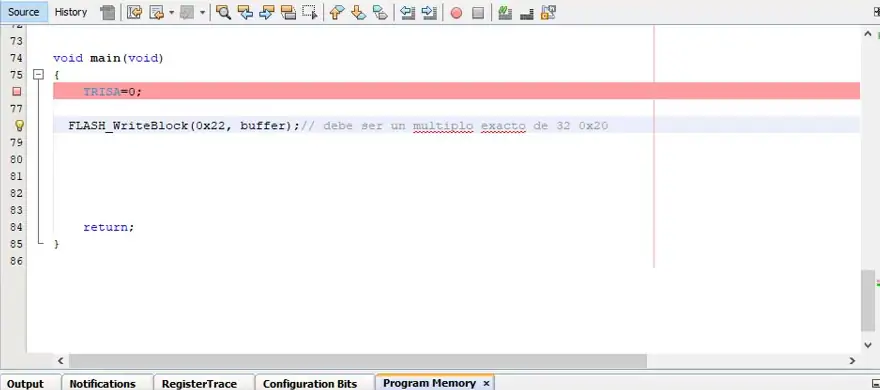 Source History
72
73
74 void main(void)
75 {
TRISA=0;
77
FLASH_WriteBlock(0x22, buffer);// debe ser un multiplo exacto de 32 0x20
79
80
81
82
83
84 return;
85 }
86
Output Notifications RegisterTrace Configuration Bits Program Memory ×